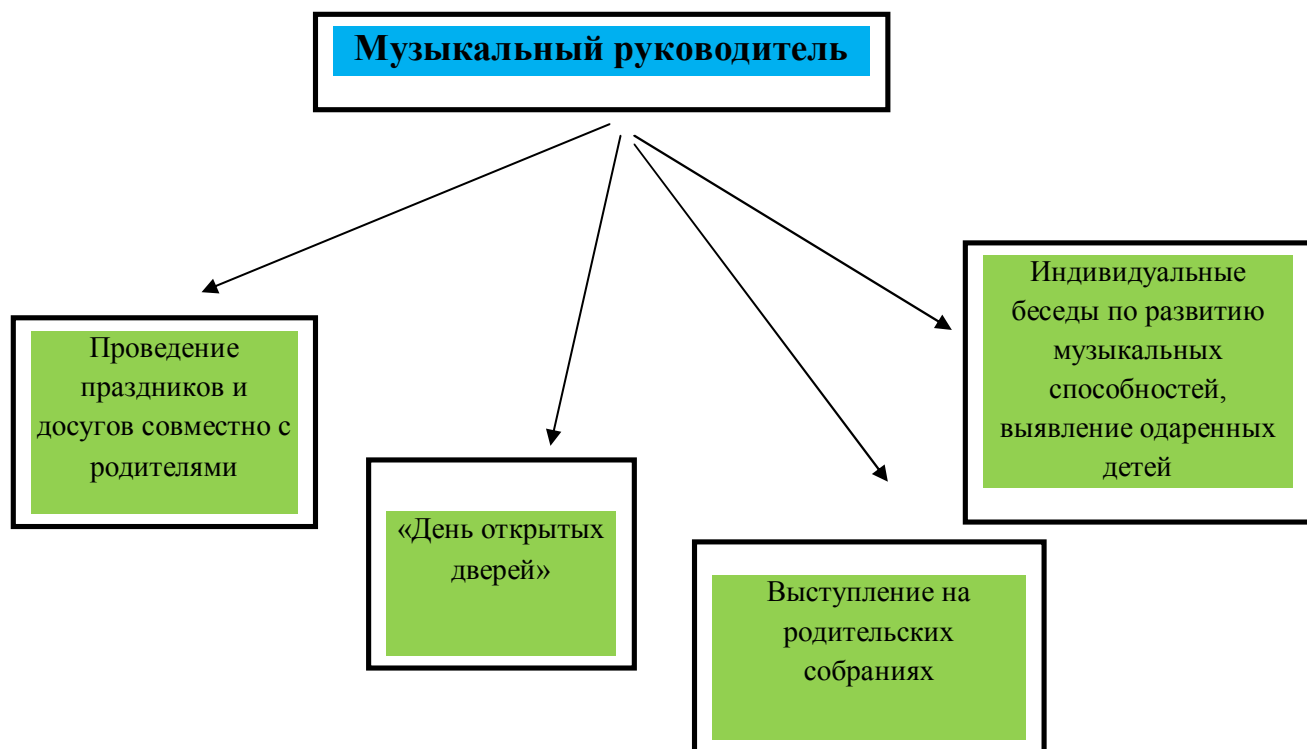 Музыкальный руководитель
Проведение
праздников и
досугов совместно с
родителями
«День открытых
дверей»
Выступление на
родительских
собраниях
Индивидуальные
беседы по развитию
музыкальных
способностей,
выявление одаренных
детей